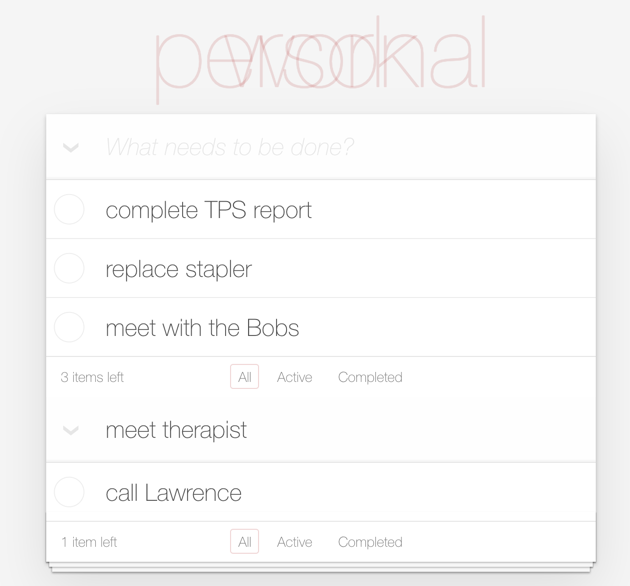 personal
work
What needs to be done?
complete TPS report
replace stapler
meet with the Bobs
3 items left All Active Completed
meet therapist
call Lawrence
1 item left All Active Completed